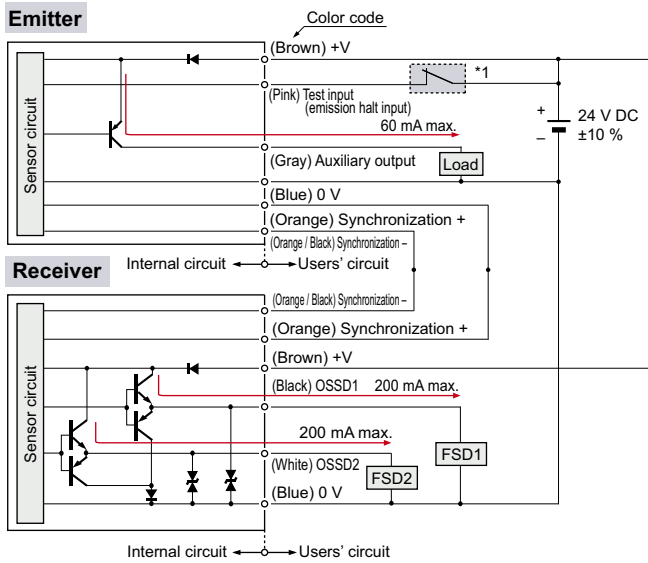 Emitter
Color code
(Brown) +V
*1
(Pink) Test input
(emission halt input)
60 mA max.
+
24 V DC
–
±10 %
Sensor circuit
(Gray) Auxiliary output
Load
(Blue) 0 V
(Orange) Synchronization +
(Orange / Black) Synchronization –
Internal circuit
Users' circuit
Receiver
(Orange / Black) Synchronization –
(Orange) Synchronization +
(Brown) +V
(Black) OSSD1
200 mA max.
Sensor circuit
200 mA max.
FSD1
(White) OSSD2
FSD2
(Blue) 0 V
Internal circuit
Users' circuit